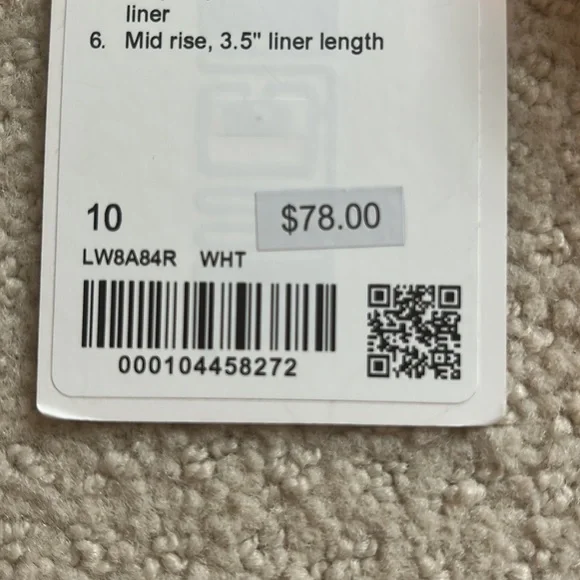 liner
6. Mid rise, 3.5" liner length
10
$78.00
LW8A84R WHT
000104458272